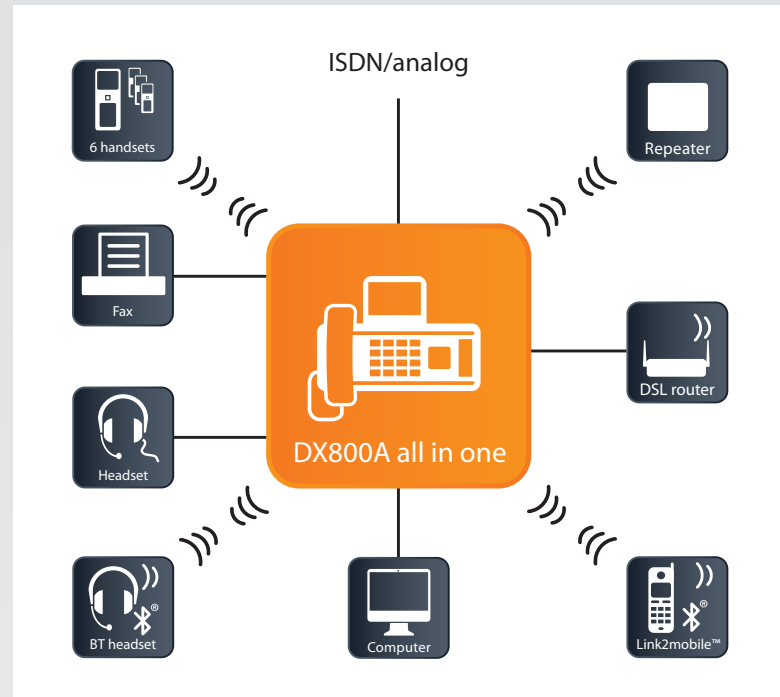 ISDN/analog
6 handsets
Repeater
Fax
DSL router
DX800A all in one
Headset
BT headset
®
Computer
Link2mobile™
®